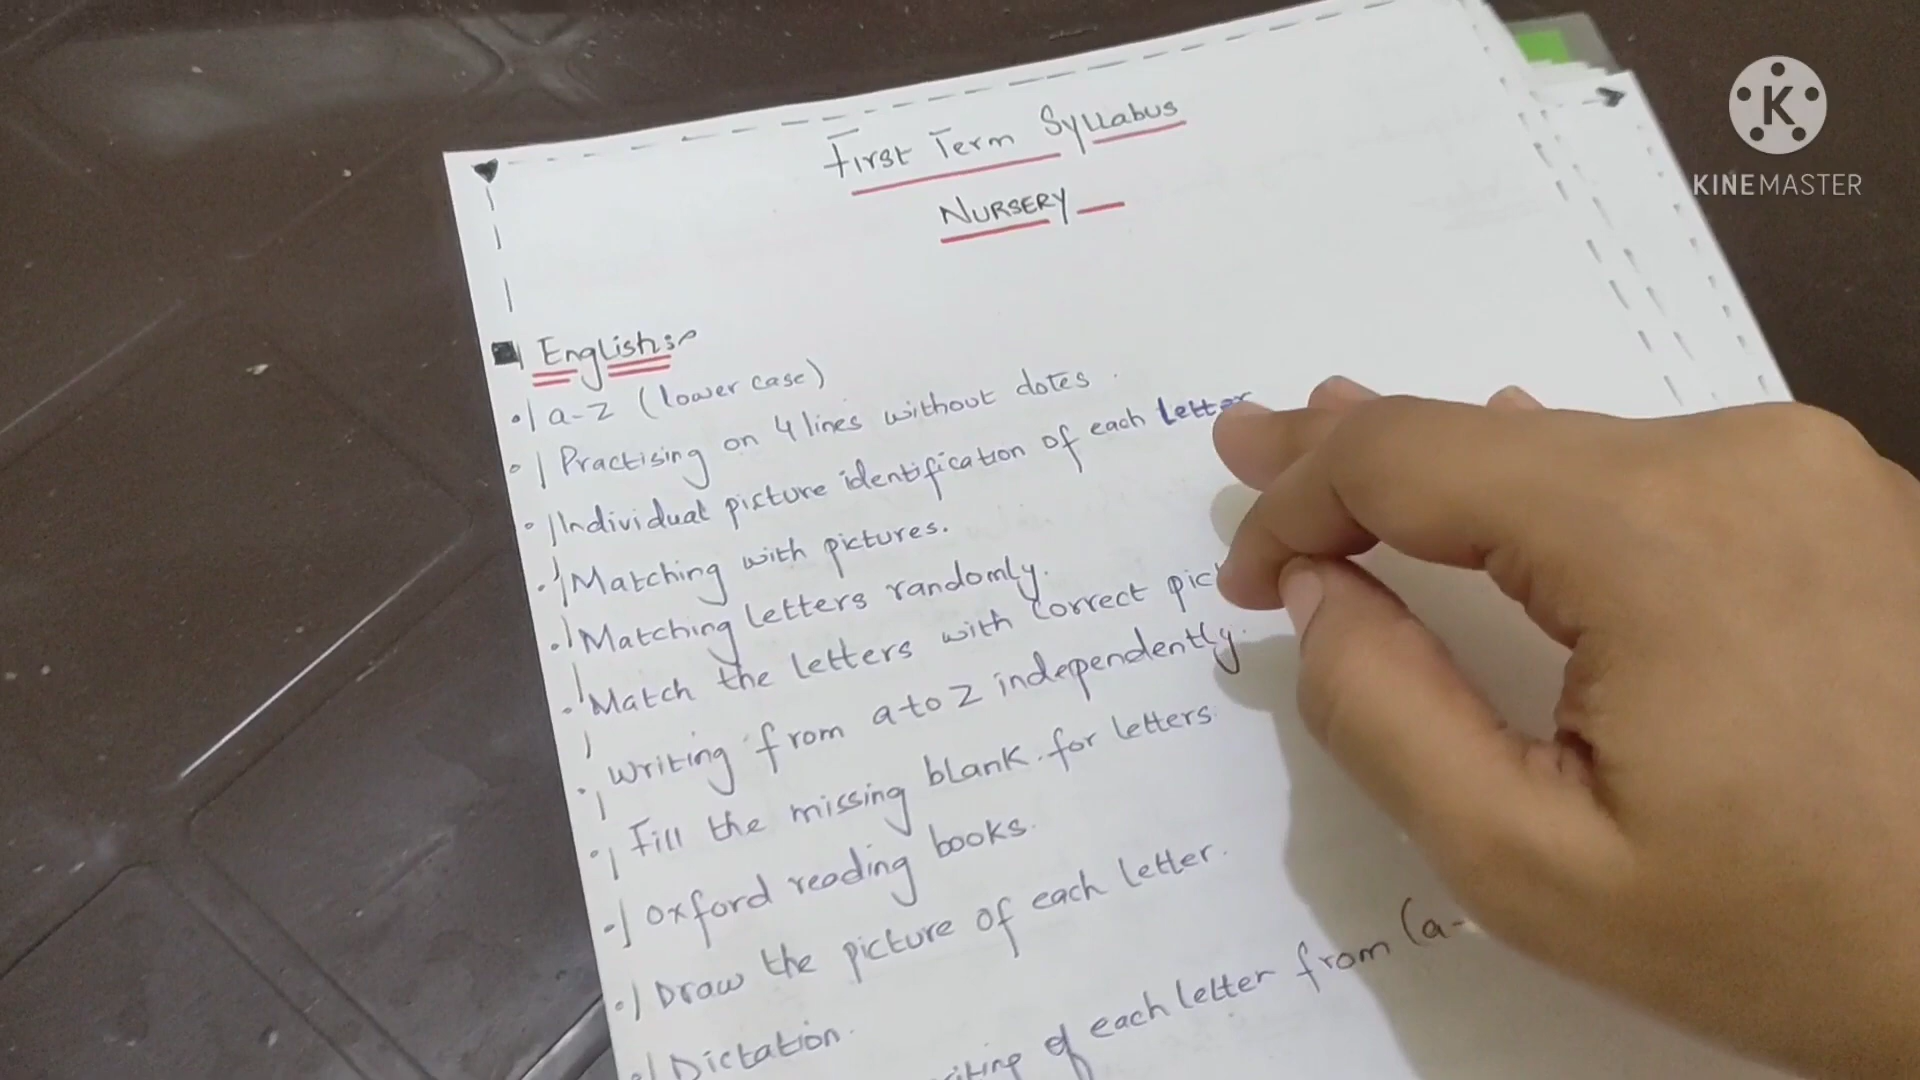 First Term Syllabus
NURSERY
English:
a-z (lower case)
Practising on 4 lines without dotes.
Individual picture identification of each letter
Matching with pictures.
Matching letters randomly.
Match the letters with correct
Writing from a to z independently.
Fill the missing blank for letters.
Oxford reading books.
Draw the picture of each letter.
Dictation.
of each letter from (a-
KINEMASTER